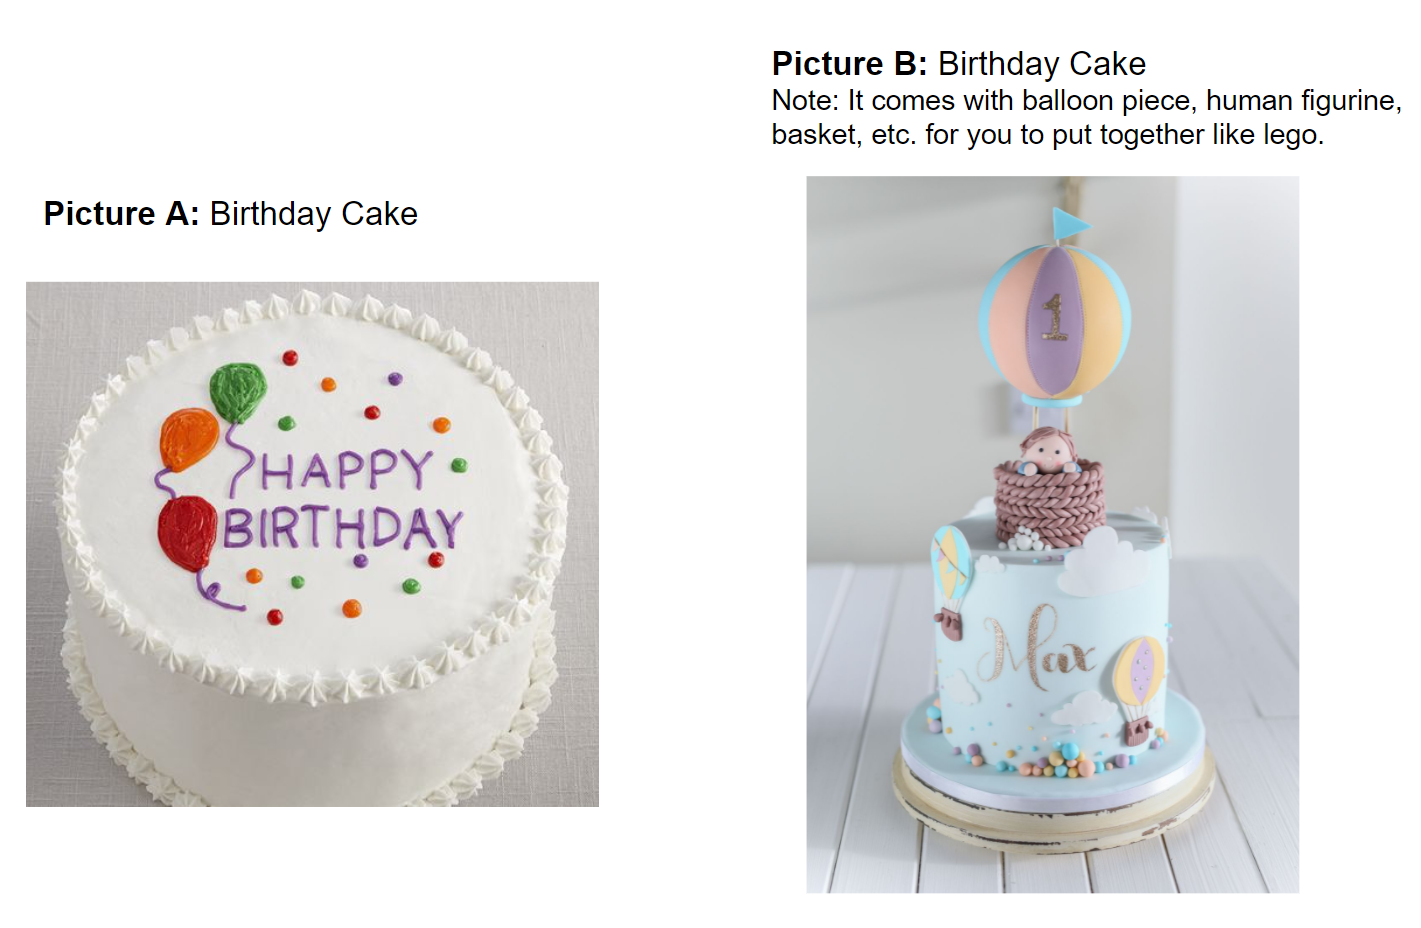 Picture B: Birthday Cake
Note: It comes with balloon piece, human figurine,
basket, etc. for you to put together like lego.
Picture A: Birthday Cake
HAPPY
BIRTHDAY
1
Max